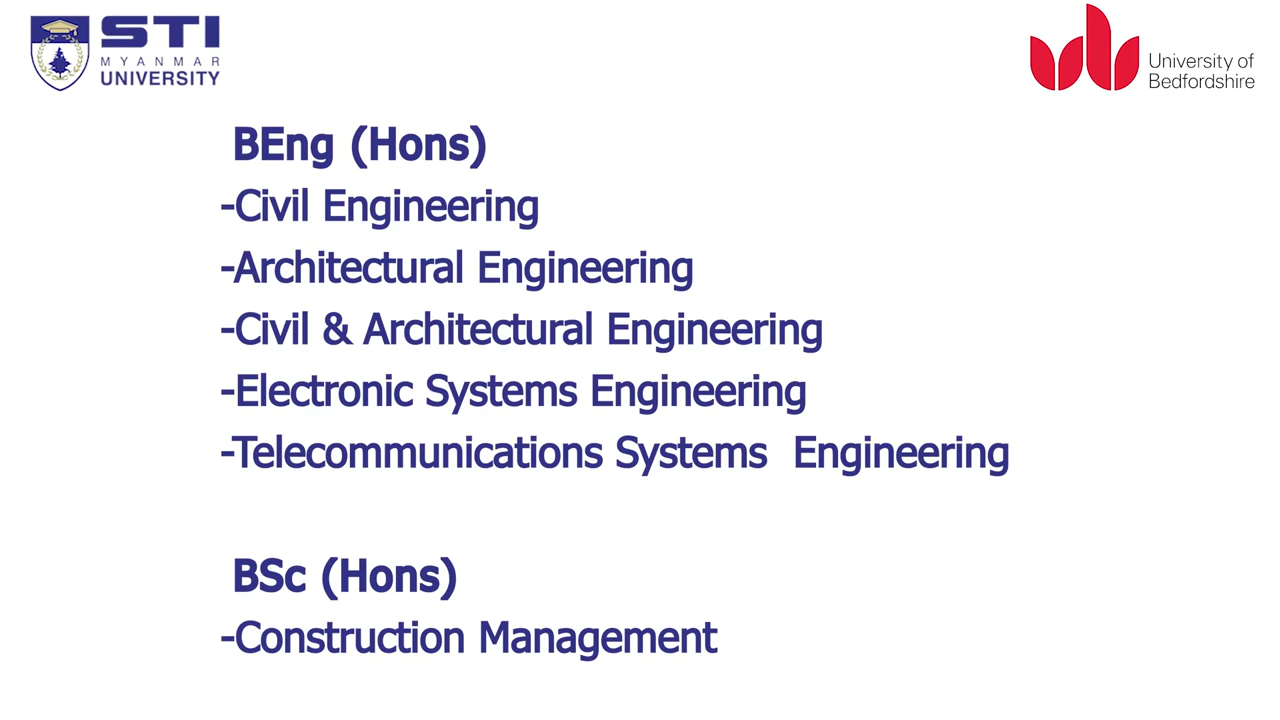 STI
MYANMAR
UNIVERSITY
University of
Bedfordshire
BEng (Hons)
-Civil Engineering
-Architectural Engineering
-Civil & Architectural Engineering
-Electronic Systems Engineering
-Telecommunications Systems  Engineering
BSc (Hons)
-Construction Management